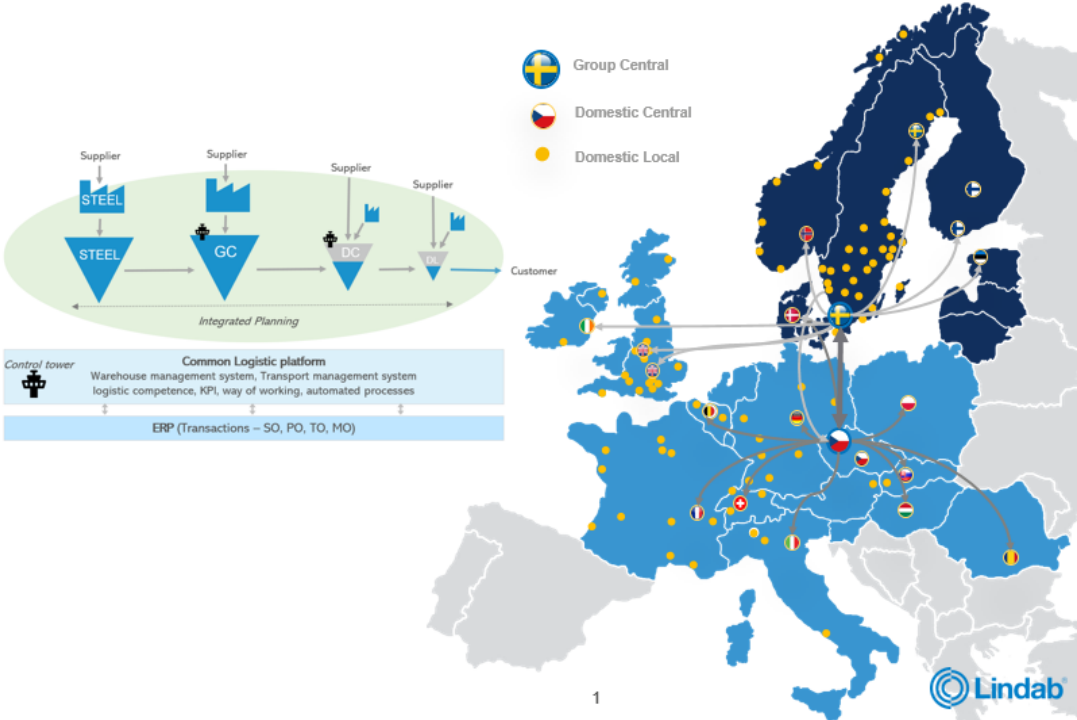 Group Central
Domestic Central
Domestic Local
Supplier
Supplier
Supplier
Supplier
STEEL
STEEL
GC
DC
DL
Customer
Integrated Planning
Control tower
Common Logistic platform
Warehouse management system, Transport management system
logistic competence, KPI, way of working, automated processes
ERP (Transactions – SO, PO, TO, MO)
1
Lindab®